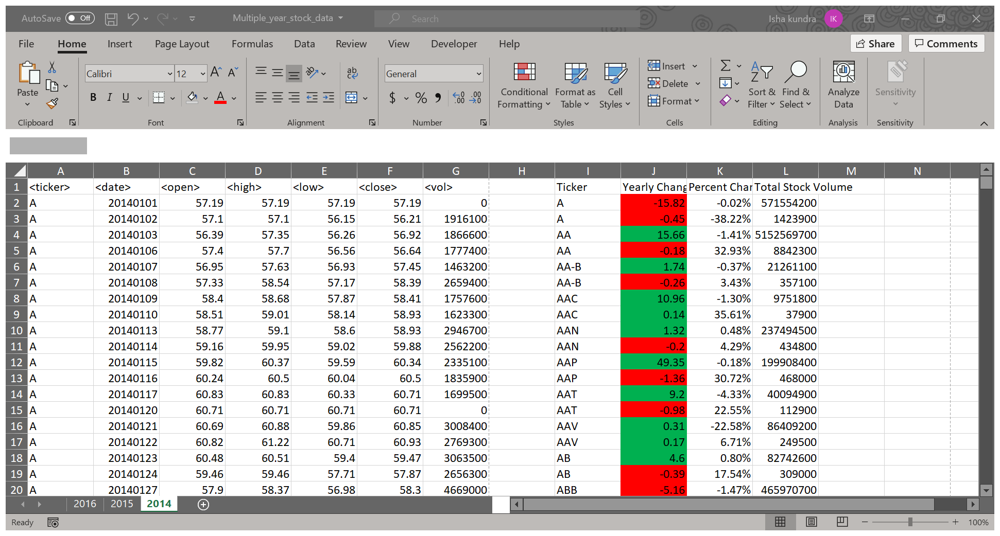 AutoSave Off Multiple_year_stock_data Search Isha kundra IK
File Home Insert Page Layout Formulas Data Review View Developer Help Share Comments
Paste
Calibri 12
B I U A
ab
General
$ % 9 .00
Conditional Formatting
Format as Table
Cell Styles
Insert
Delete
Format
Sort & Filter
Find & Select
Analyze Data
Sensitivity
Clipboard Font Alignment Number Styles Cells Editing Analysis Sensitivity
A B C D E F G H I J K L M N
1 <ticker> <date> <open> <high> <low> <close> <vol> Ticker Yearly Chang Percent Char Total Stock Volume
2 A 20140101 57.19 57.19 57.19 57.19 0 A -15.82 -0.02% 571554200
3 A 20140102 57.1 57.1 56.15 56.21 1916100 A -0.45 -38.22% 1423900
4 A 20140103 56.39 57.35 56.26 56.92 1866600 AA 15.66 -1.41% 5152569700
5 A 20140106 57.4 57.7 56.56 56.64 1777400 AA -0.18 32.93% 8842300
6 A 20140107 56.95 57.63 56.93 57.45 1463200 AA-B 1.74 -0.37% 21261100
7 A 20140108 57.33 58.54 57.17 58.39 2659400 AA-B -0.26 3.43% 357100
8 A 20140109 58.4 58.68 57.87 58.41 1757600 AAC 10.96 -1.30% 9751800
9 A 20140110 58.51 59.01 58.14 58.93 1623300 AAC 0.14 35.61% 37900
10 A 20140113 58.77 59.1 58.6 58.93 2946700 AAN 1.32 0.48% 237494500
11 A 20140114 59.16 59.95 59.02 59.88 2562200 AAN -0.2 4.29% 434800
12 A 20140115 59.82 60.37 59.59 60.34 2335100 AAP 49.35 -0.18% 199908400
13 A 20140116 60.24 60.5 60.04 60.5 1835900 AAP -1.36 30.72% 468000
14 A 20140117 60.83 60.83 60.33 60.71 1699500 AAT 9.2 -4.33% 40094900
15 A 20140120 60.71 60.71 60.71 60.71 0 AAT -0.98 22.55% 112900
16 A 20140121 60.69 60.88 59.86 60.85 3008400 AAV 0.31 -22.58% 86409200
17 A 20140122 60.82 61.22 60.71 60.93 2769300 AAV 0.17 6.71% 249500
18 A 20140123 60.48 60.51 59.4 59.47 3063500 AB 4.6 0.80% 82742600
19 A 20140124 59.46 59.46 57.71 57.87 2656300 AB -0.39 17.54% 309000
20 A 20140127 57.9 58.37 56.98 58.3 4669000 ABB -5.16 -1.47% 465970700
2016 2015 2014
Ready 100%